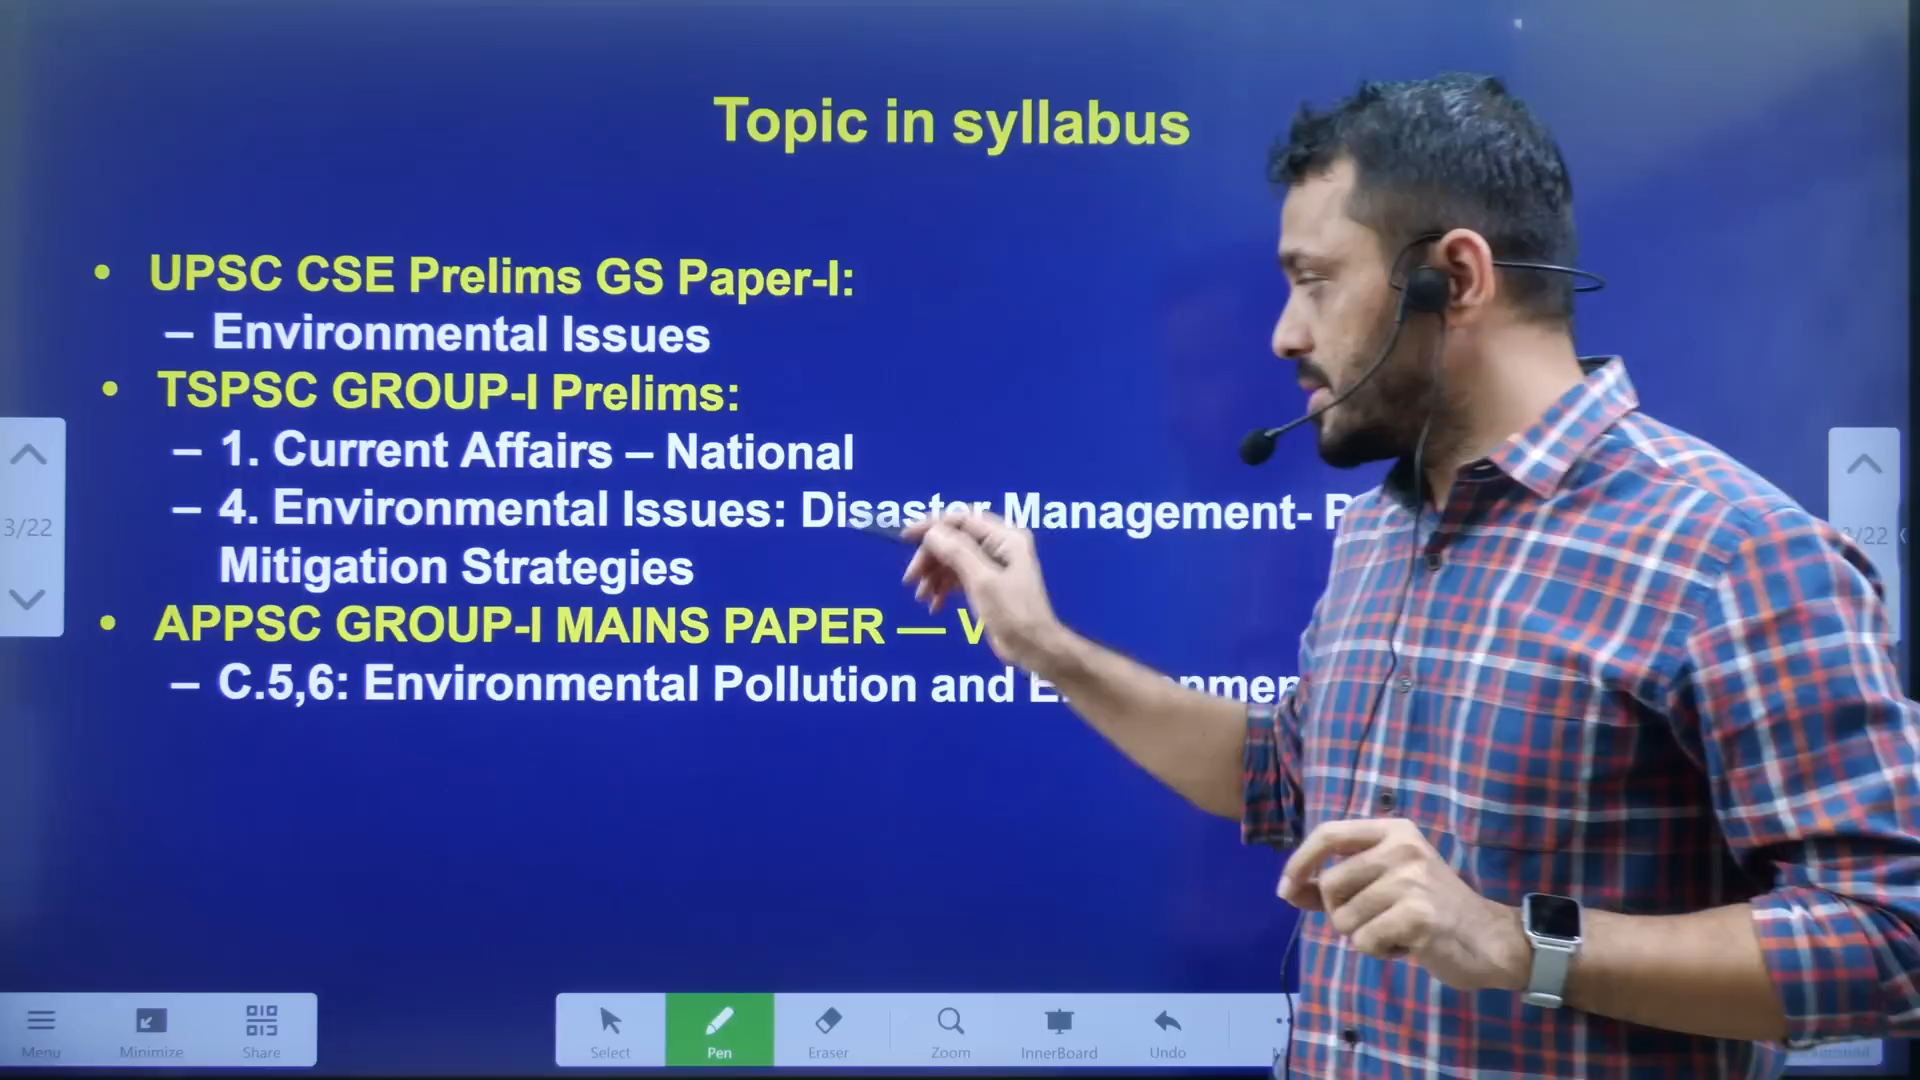 Topic in syllabus
• UPSC CSE Prelims GS Paper-I:
– Environmental Issues
• TSPSC GROUP-I Prelims:
– 1. Current Affairs – National
– 4. Environmental Issues: Disaster Management-
Mitigation Strategies
• APPSC GROUP-I MAINS PAPER — V
– C.5,6: Environmental Pollution and
3/22
/22
Menu
Minimize
Share
Select
Pen
Eraser
Zoom
InnerBoard
Undo